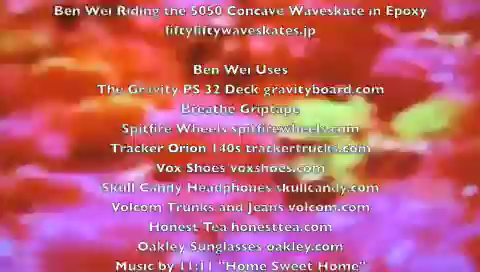 Ben Wei Riding the 5050 Concave Waveskate in Epoxy
fiftyfiftywaveskates.jp
Ben Wei Uses
The Gravity PS 32 Deck gravityboard.com
Breathe Griptape
Spitfire Wheels spitfirewheels.com
Tracker Orion 140s trackertrucks.com
Vox Shoes voxshoes.com
Skull Candy Headphones skullcandy.com
Volcom Trunks and Jeans volcom.com
Honest Tea honesttea.com
Oakley Sunglasses oakley.com
Music by 11:11 "Home Sweet Home"